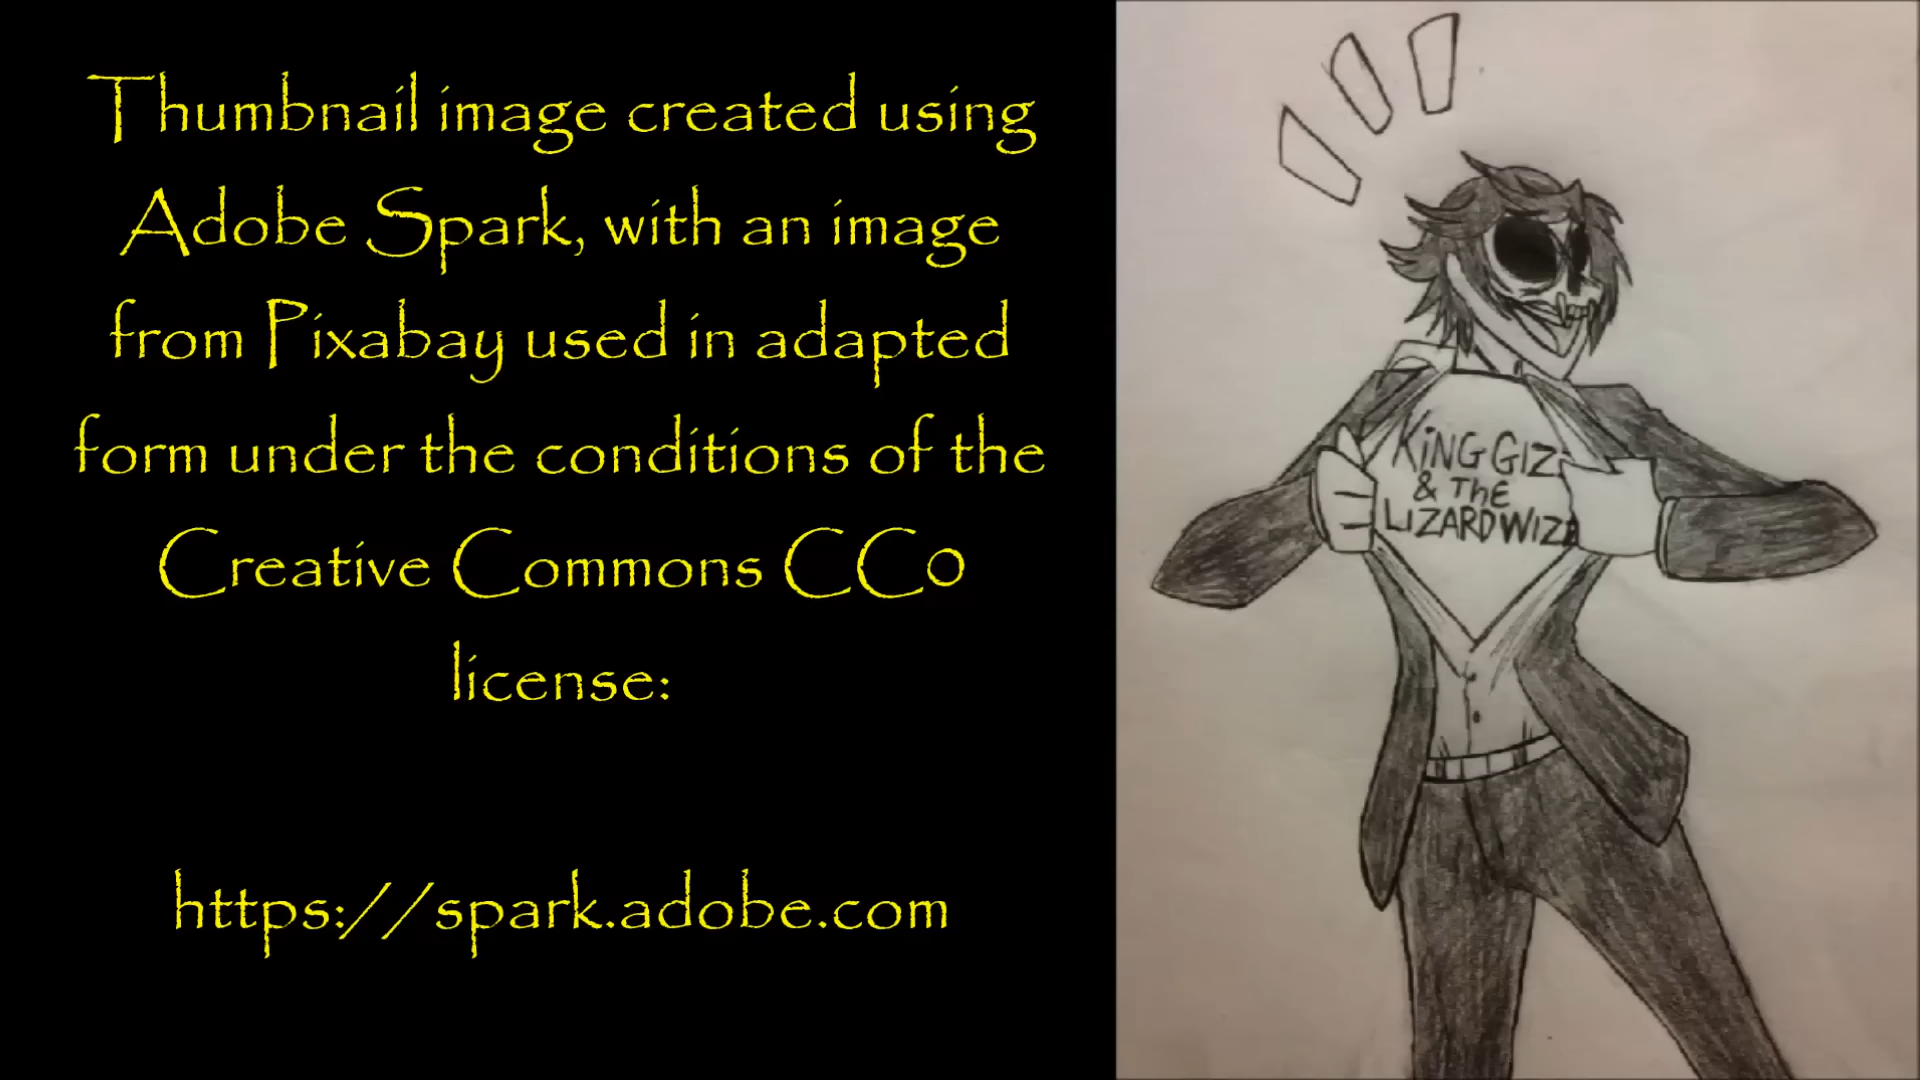 Thumbnail image created using
Adobe Spark, with an image
from Pixabay used in adapted
form under the conditions of the
Creative Commons CC0
license:
https://spark.adobe.com
KING GIZ
& THE
LIZARD WIZ